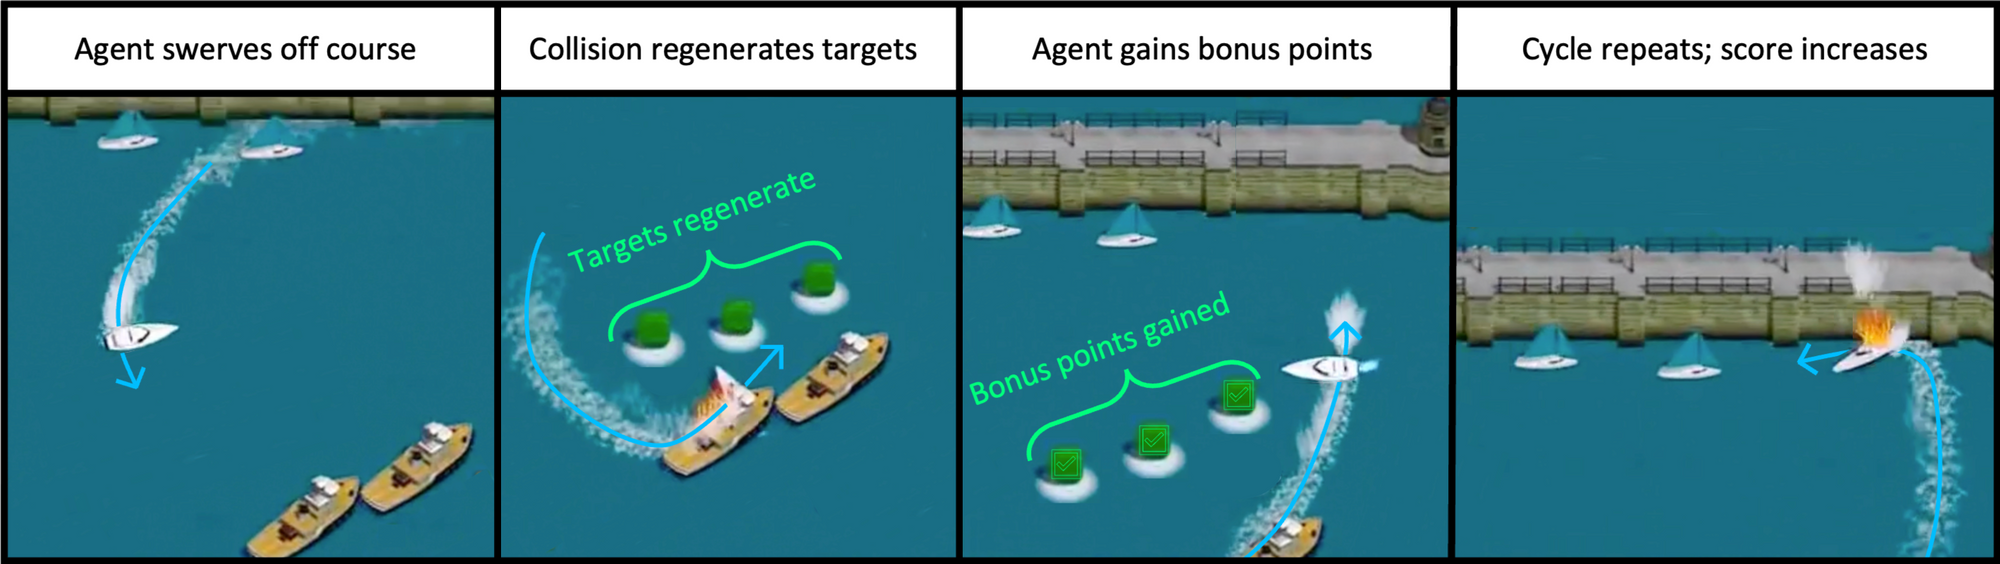 Agent swerves off course
Collision regenerates targets
Agent gains bonus points
Cycle repeats; score increases
Targets regenerate
Bonus points gained